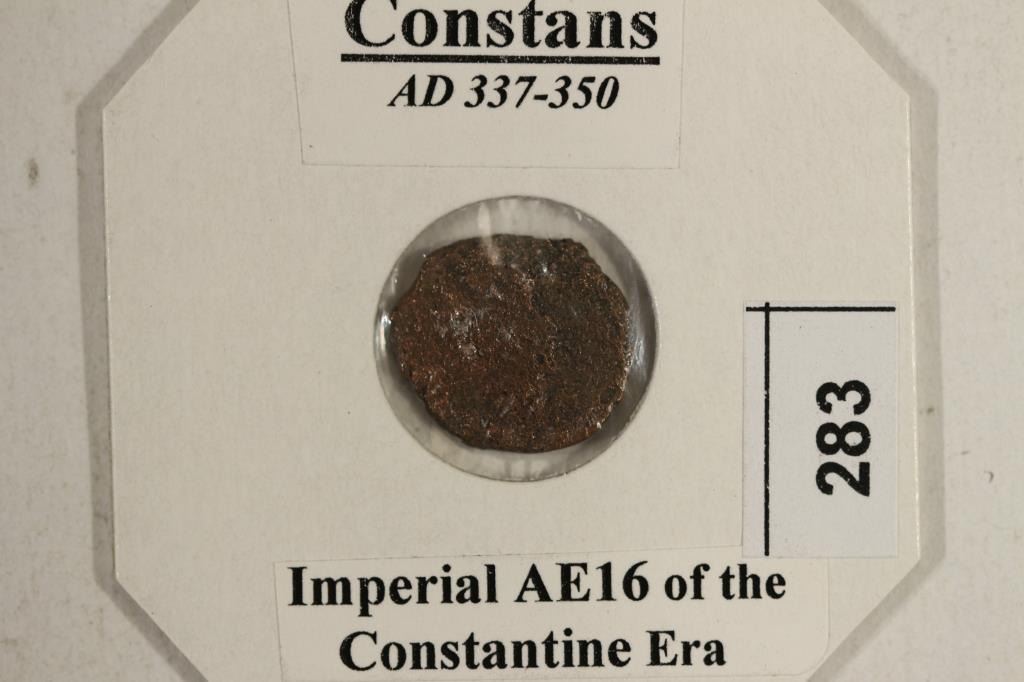 Constans
AD 337-350
283
Imperial AE16 of the
Constantine Era